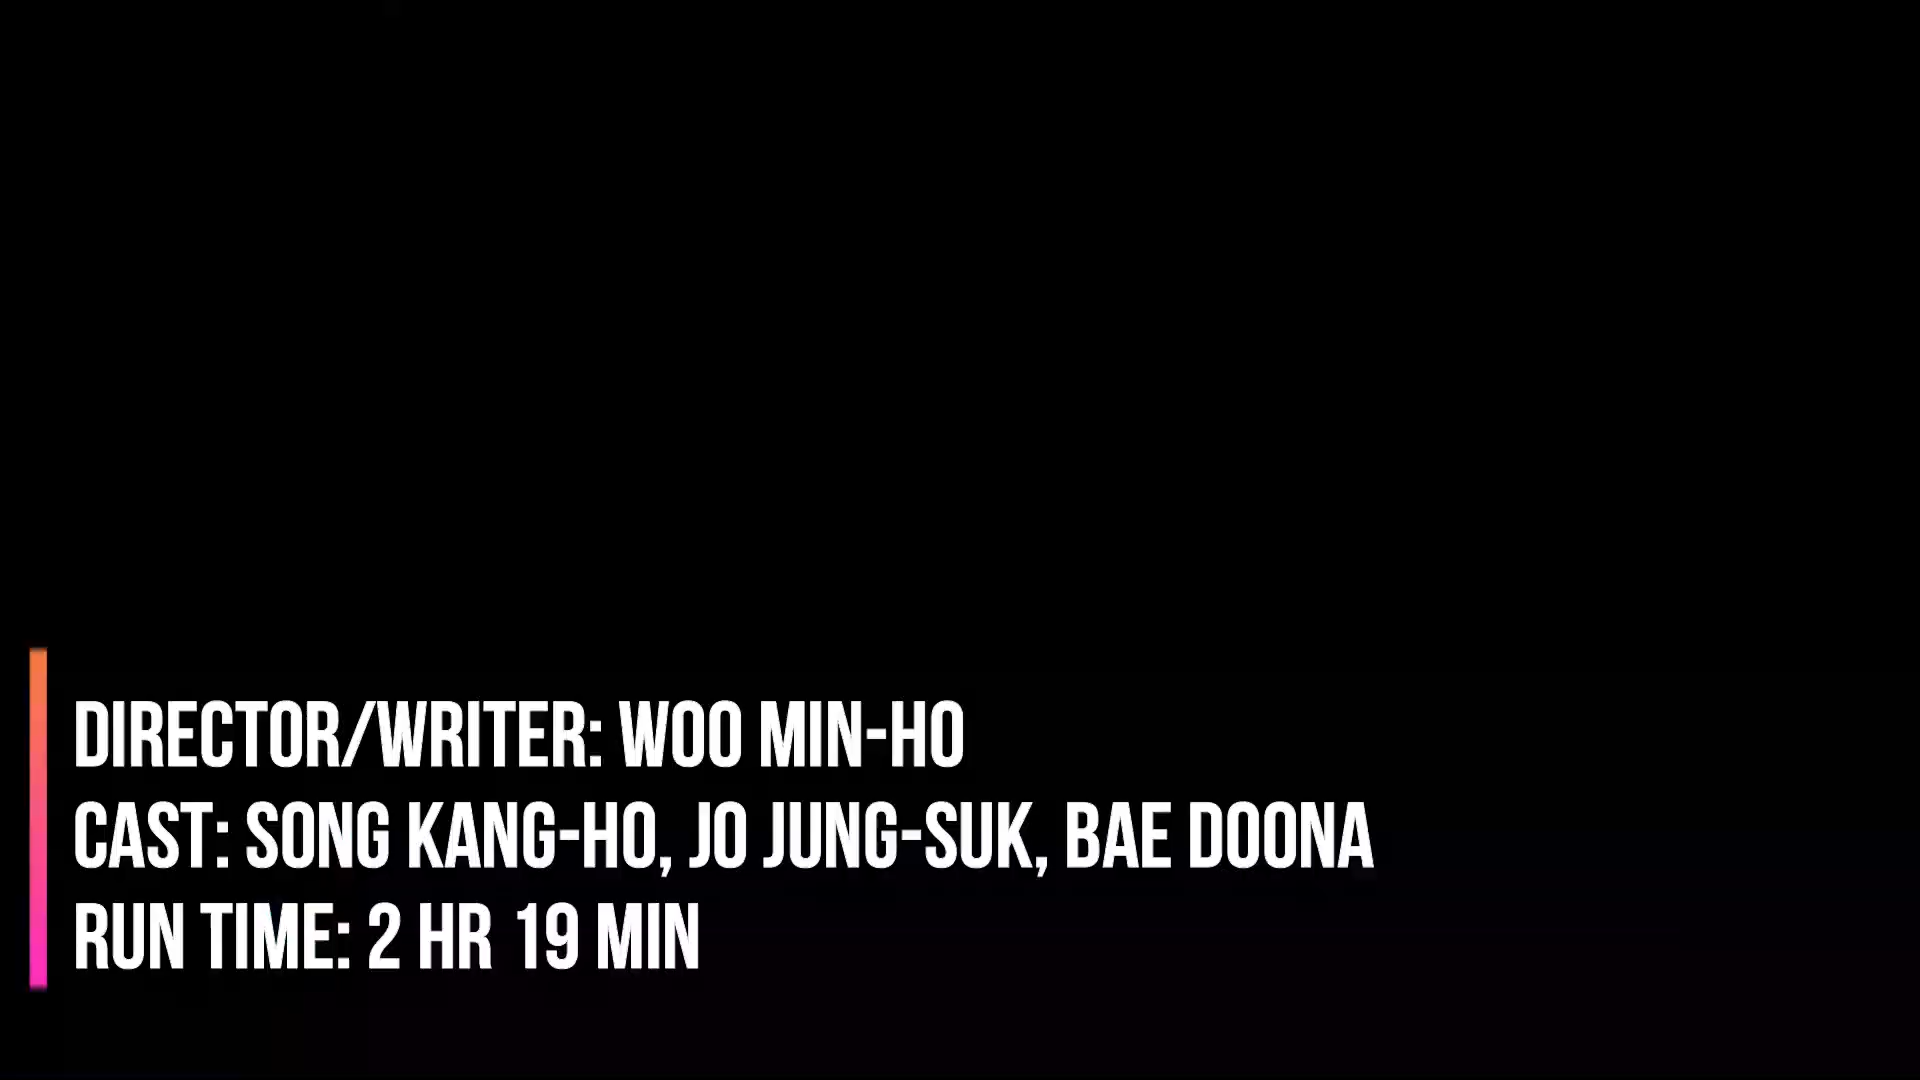 DIRECTOR/WRITER: WOO MIN-HO
CAST: SONG KANG-HO, JO JUNG-SUK, BAE DOONA
RUN TIME: 2 HR 19 MIN